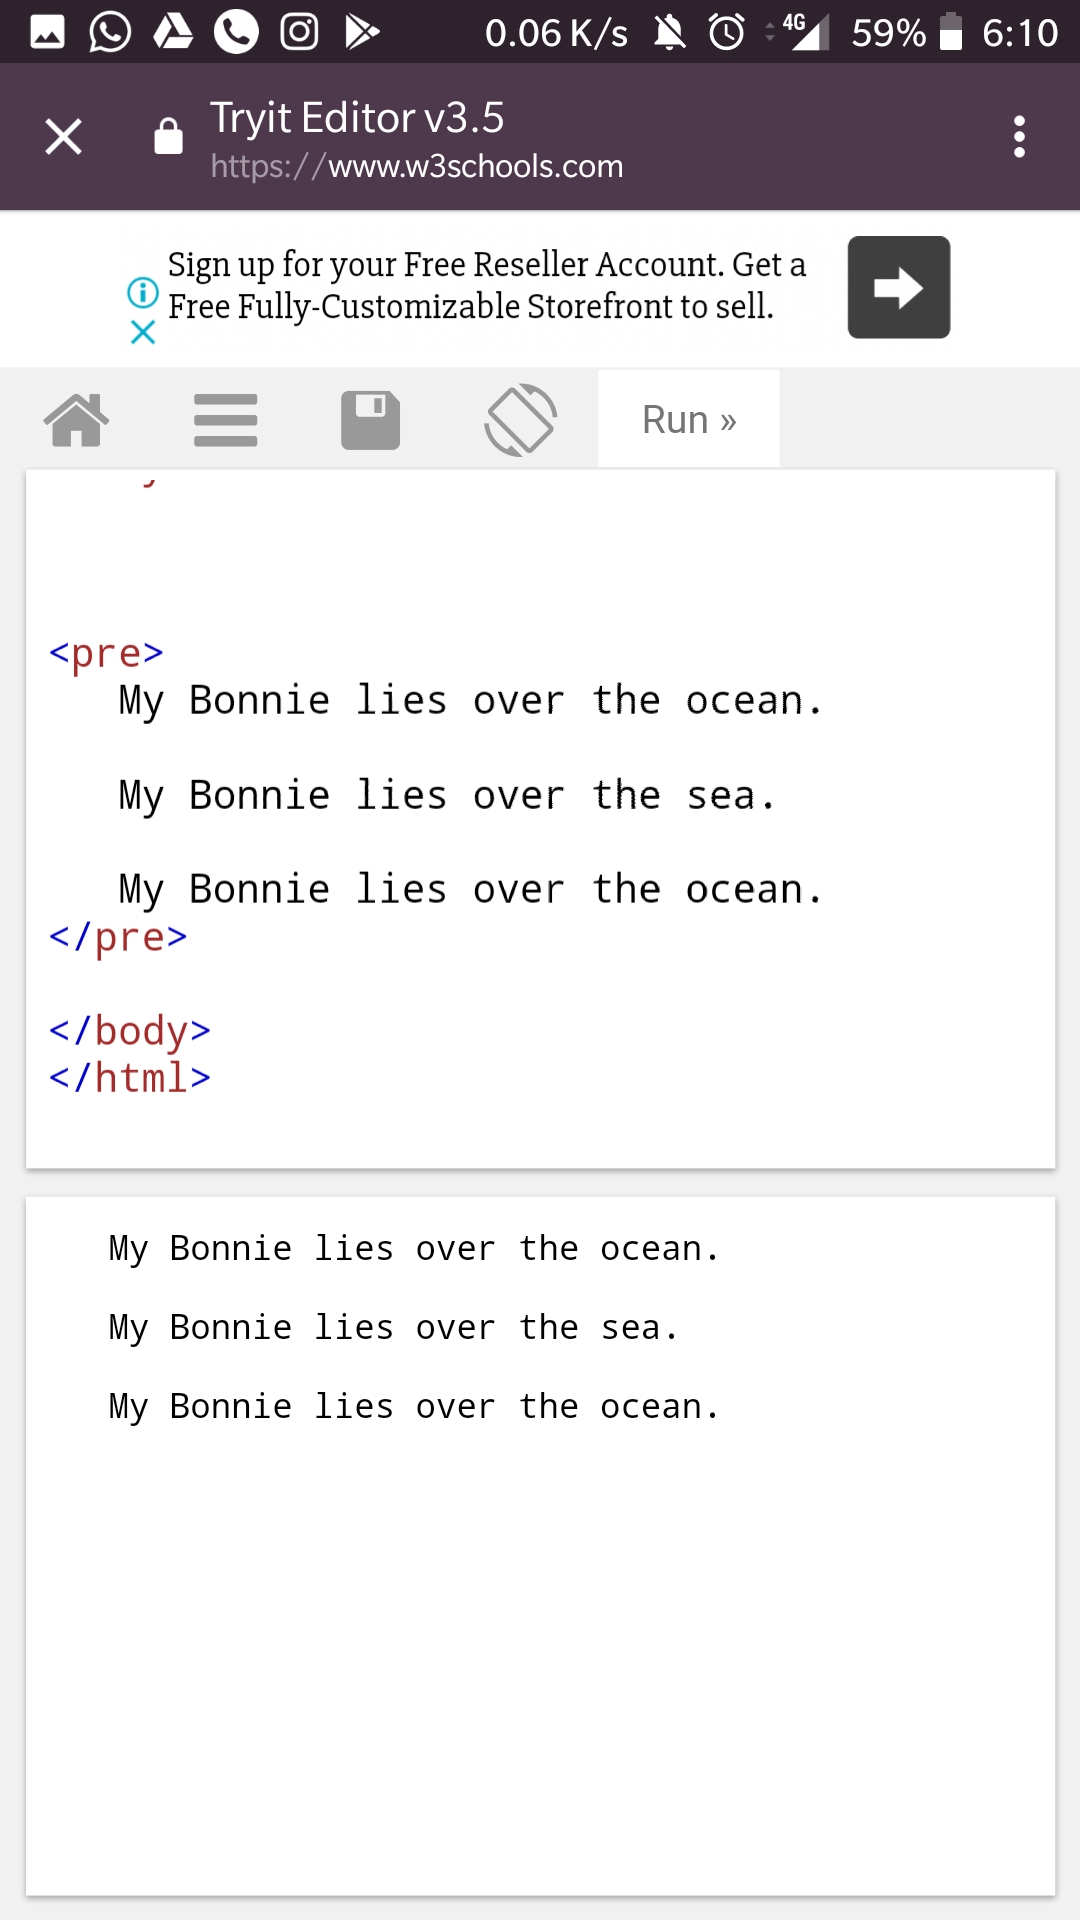 0.06 K/s 4G 59% 6:10
Tryit Editor v3.5
https://www.w3schools.com
Sign up for your Free Reseller Account. Get a
Free Fully-Customizable Storefront to sell.
Run »
<pre>
   My Bonnie lies over the ocean.
   My Bonnie lies over the sea.
   My Bonnie lies over the ocean.
</pre>
</body>
</html>
My Bonnie lies over the ocean.
My Bonnie lies over the sea.
My Bonnie lies over the ocean.